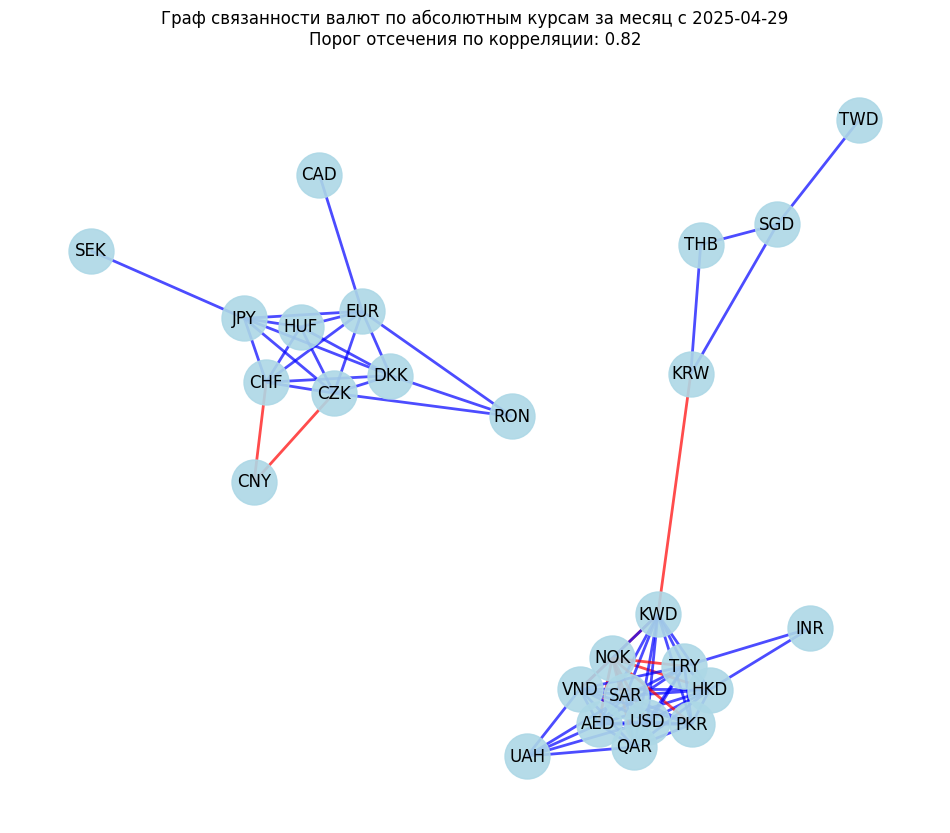 Граф связанности валют по абсолютным курсам за месяц с 2025-04-29
Порог отсечения по корреляции: 0.82
TWD
CAD
SGD
THB
SEK
EUR
JPY
HUF
KRW
DKK
CHF
CZK
RON
CNY
KWD
INR
NOK
TRY
VND
HKD
SAR
USD
AED
PKR
QAR
UAH